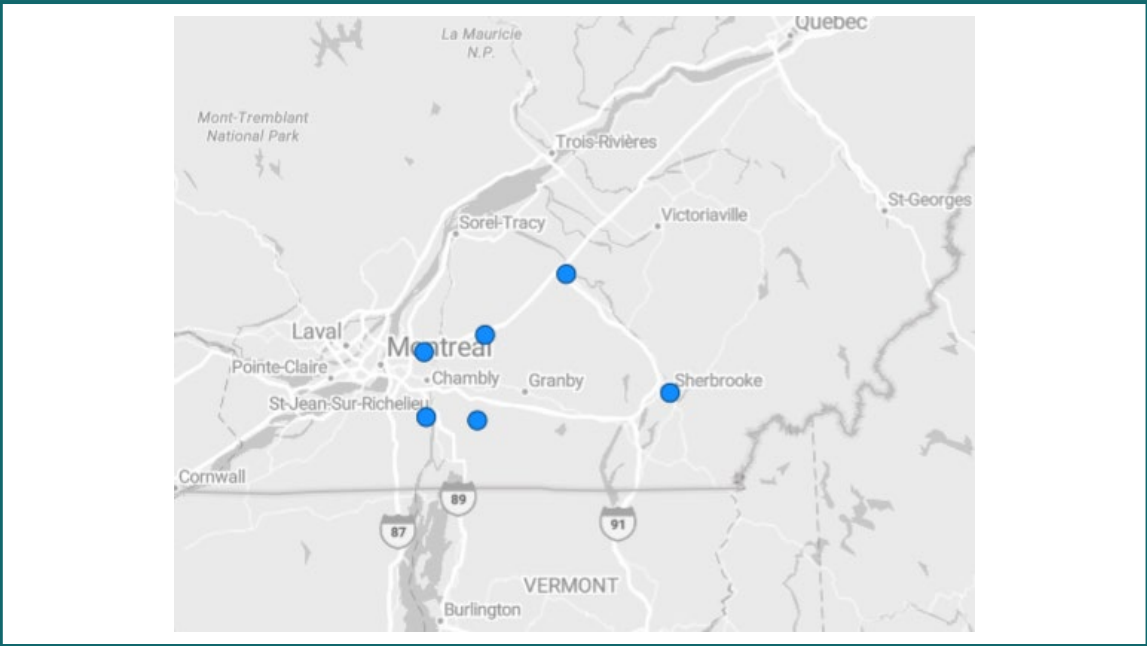 Québec
La Mauricie
N.P.
Mont-Tremblant
National Park
Trois-Rivières
St-Georges
Victoriaville
Sorel-Tracy
Laval
Montreal
Pointe-Claire
Chambly
Granby
Sherbrooke
St-Jean-Sur-Richelieu
Cornwall
89
87
91
VERMONT
Burlington